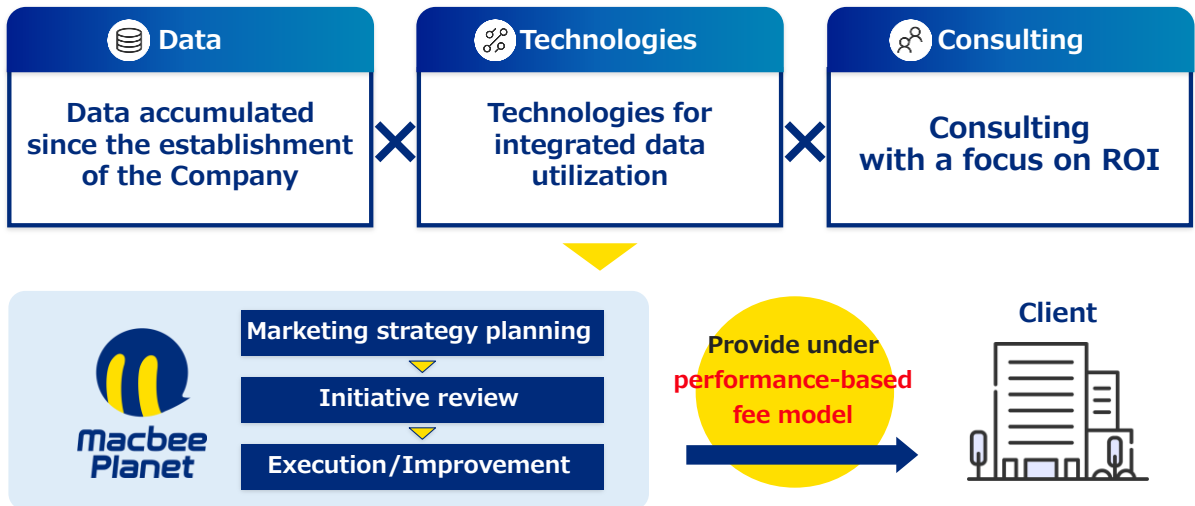 Data
Data accumulated
since the establishment
of the Company
Technologies
Technologies for
integrated data
utilization
Consulting
Consulting
with a focus on ROI
macbee
Planet
Marketing strategy planning
Initiative review
Execution/Improvement
Provide under
performance-based
fee model
Client